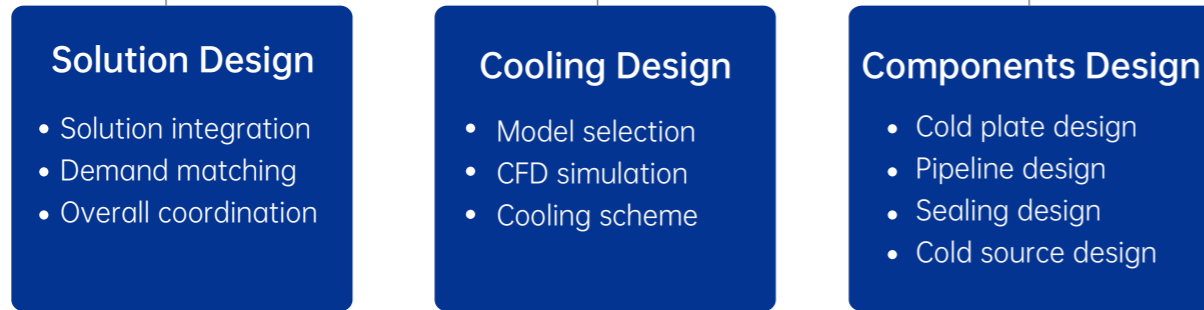 Solution Design
• Solution integration
• Demand matching
• Overall coordination
Cooling Design
• Model selection
• CFD simulation
• Cooling scheme
Components Design
• Cold plate design
• Pipeline design
• Sealing design
• Cold source design